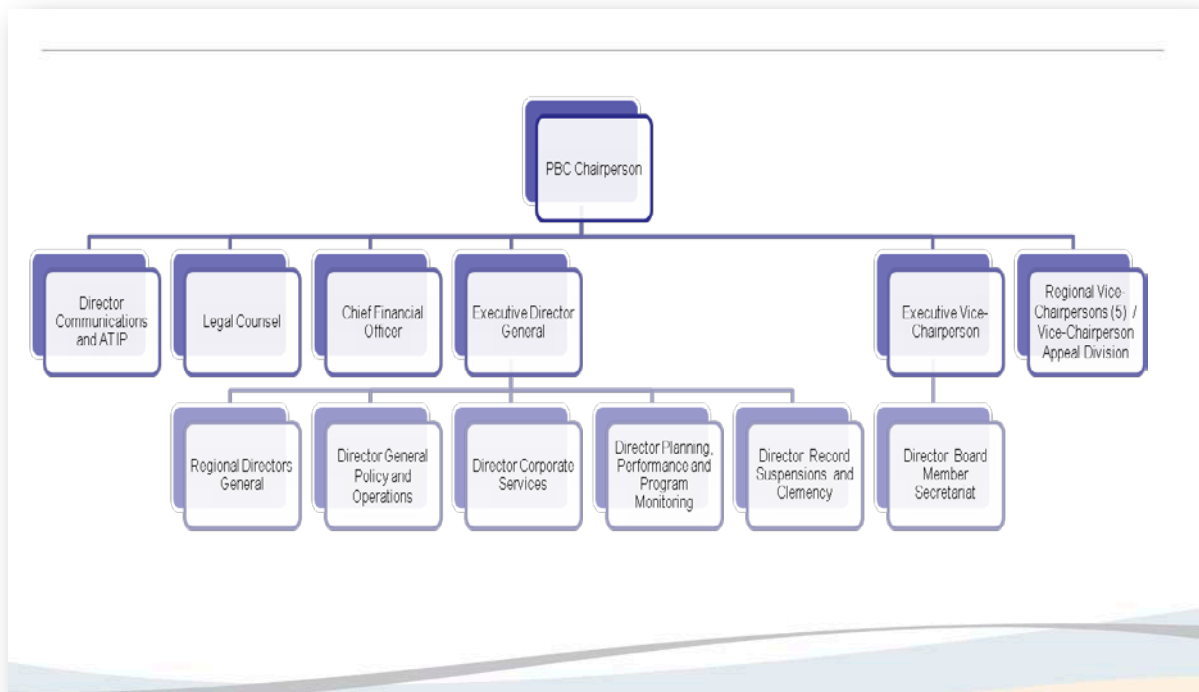 PBC Chairperson
Director
Communications
and ATIP
Legal Counsel
Chief Financial
Officer
Executive Director
General
Executive Vice-
Chairperson
Regional Vice-
Chairpersons (5) /
Vice-Chairperson
Appeal Division
Regional Directors
General
Director General
Policy and
Operations
Director Corporate
Services
Director Planning,
Performance and
Program
Monitoring
Director Record
Suspensions and
Clemency
Director Board
Member
Secretariat